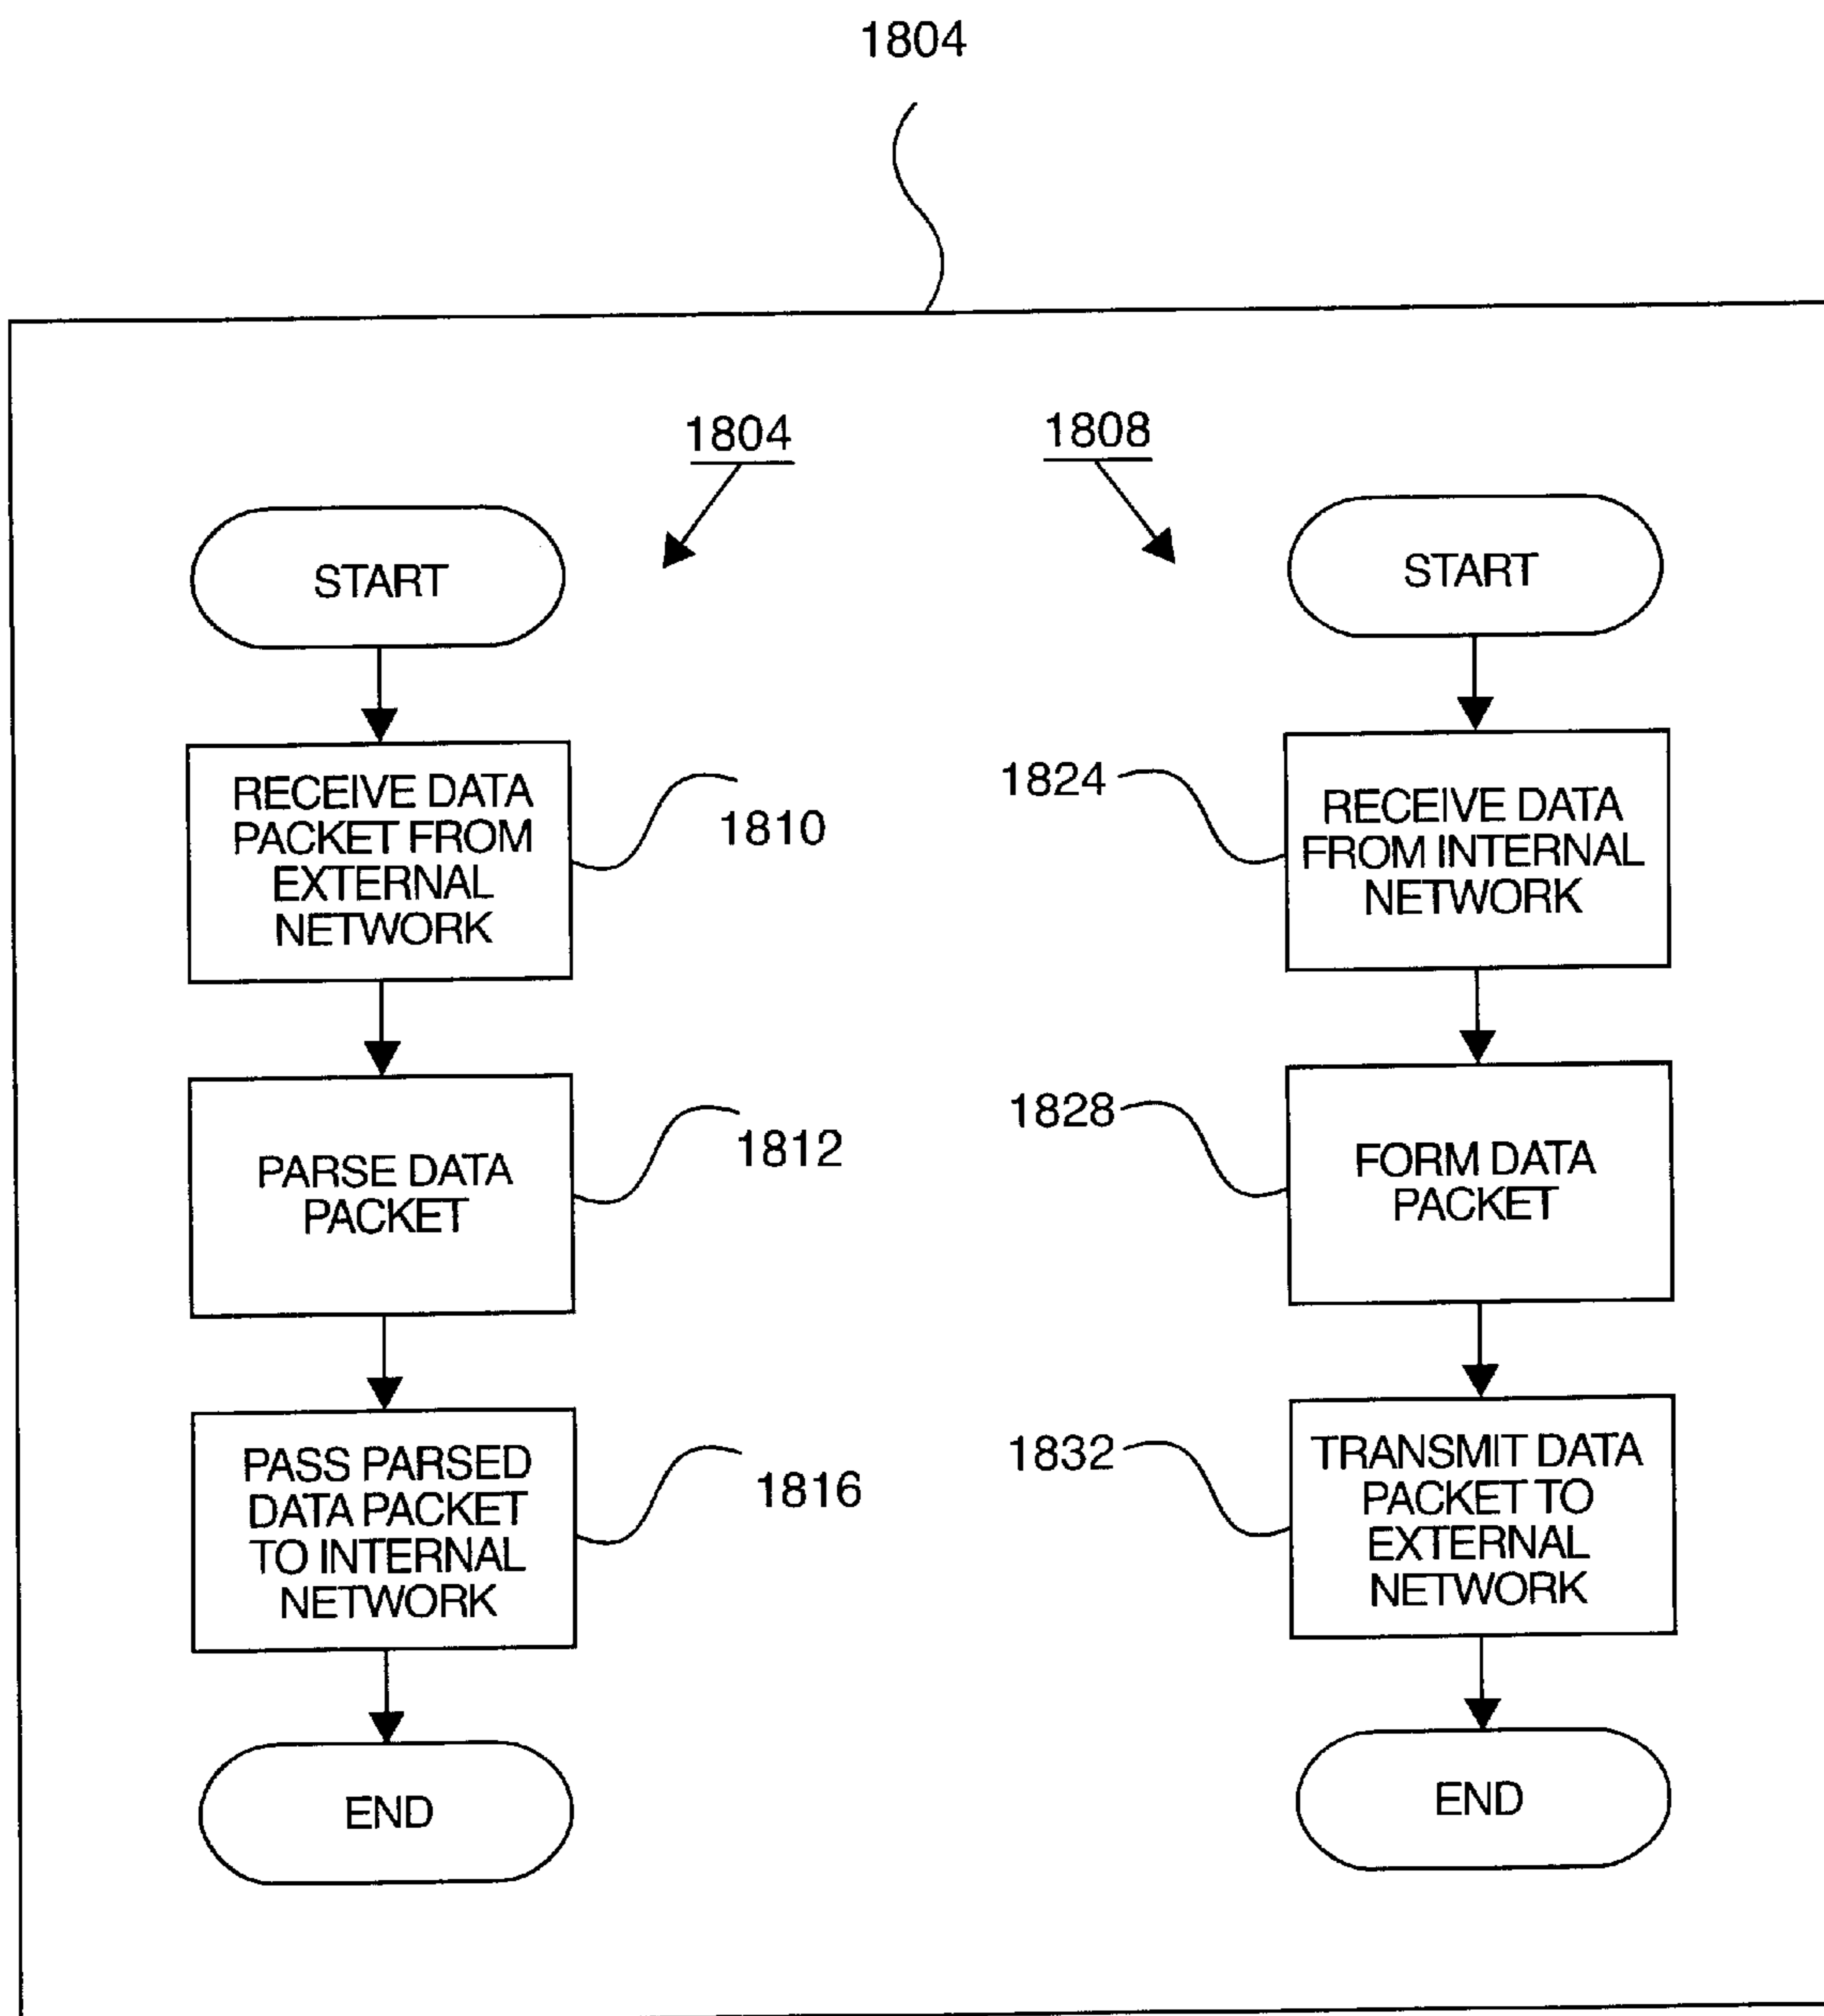 1804
1804
1808
START
RECEIVE DATA
PACKET FROM
EXTERNAL
NETWORK
1810
PARSE DATA
PACKET
1812
PASS PARSED
DATA PACKET
TO INTERNAL
NETWORK
1816
END
START
1824
RECEIVE DATA
FROM INTERNAL
NETWORK
1828
FORM DATA
PACKET
1832
TRANSMIT DATA
PACKET TO
EXTERNAL
NETWORK
END